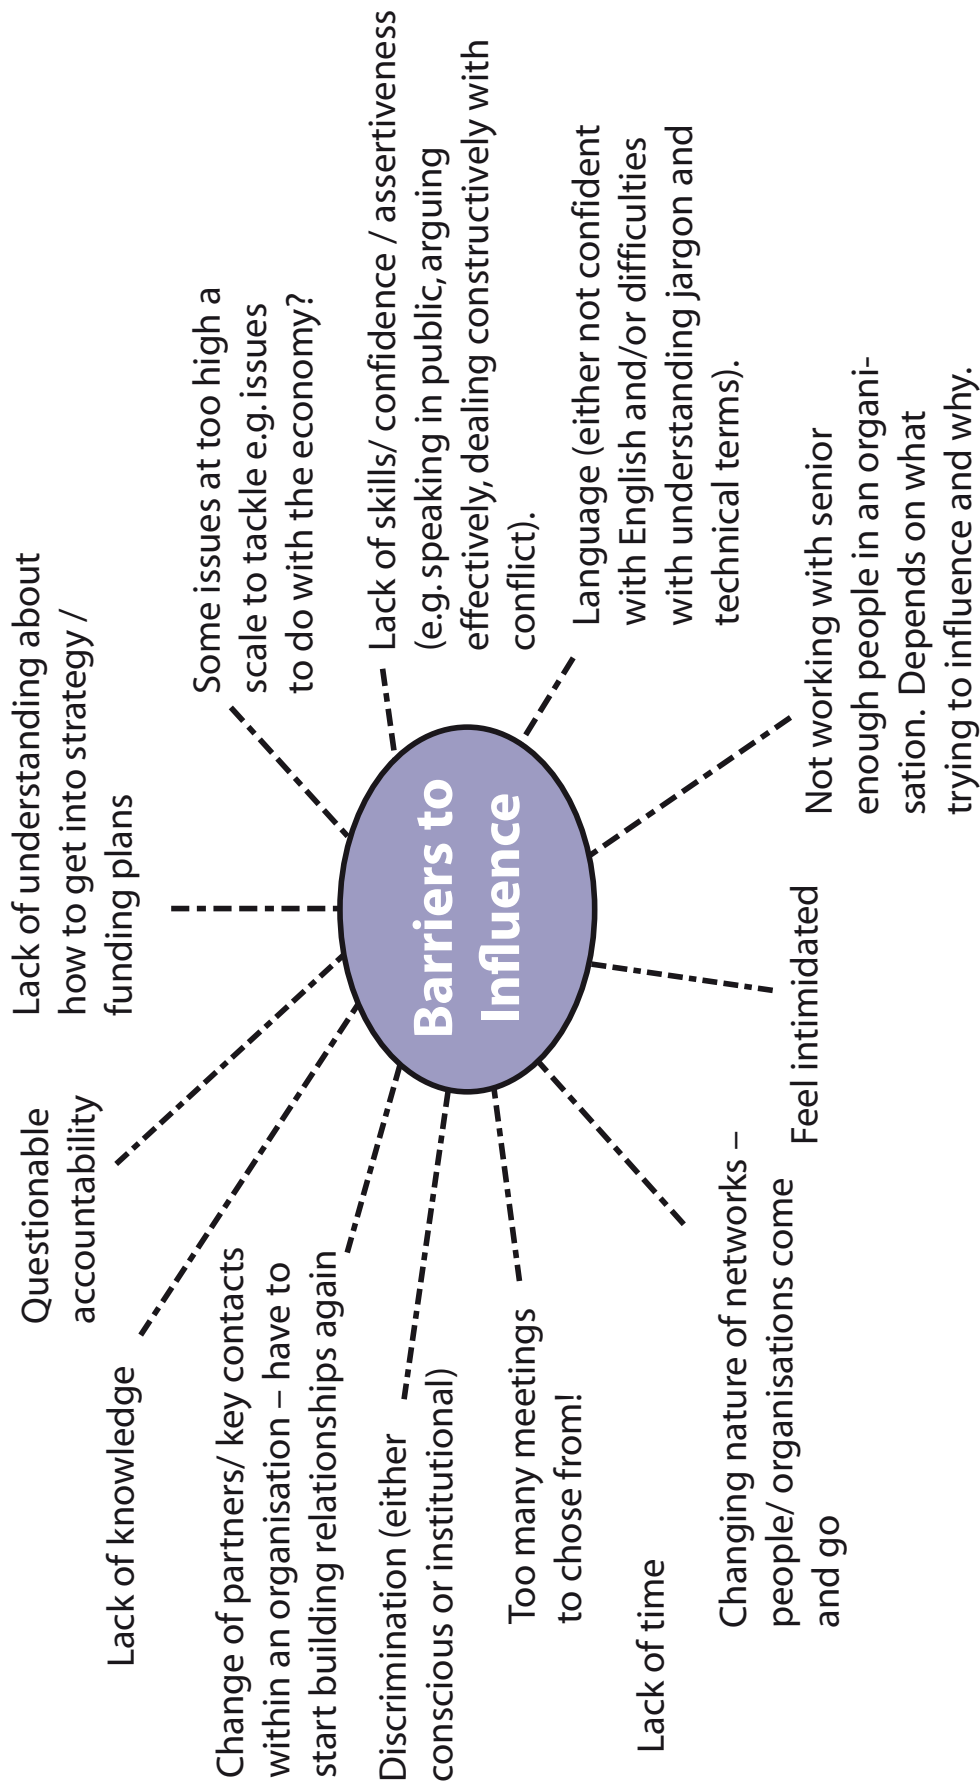 Lack of understanding about
how to get into strategy /
funding plans
Questionable
accountability
Some issues at too high a
scale to tackle e.g. issues
to do with the economy?
Lack of knowledge
Lack of skills/ confidence / assertiveness
(e.g. speaking in public, arguing
effectively, dealing constructively with
conflict).
Change of partners/ key contacts
within an organisation – have to
start building relationships again
Barriers to
Influence
Discrimination (either
conscious or institutional)
Language (either not confident
with English and/or difficulties
with understanding jargon and
technical terms).
Too many meetings
to chose from!
Lack of time
Changing nature of networks –
people/ organisations come
and go
Feel intimidated
Not working with senior
enough people in an organi-
sation. Depends on what
trying to influence and why.